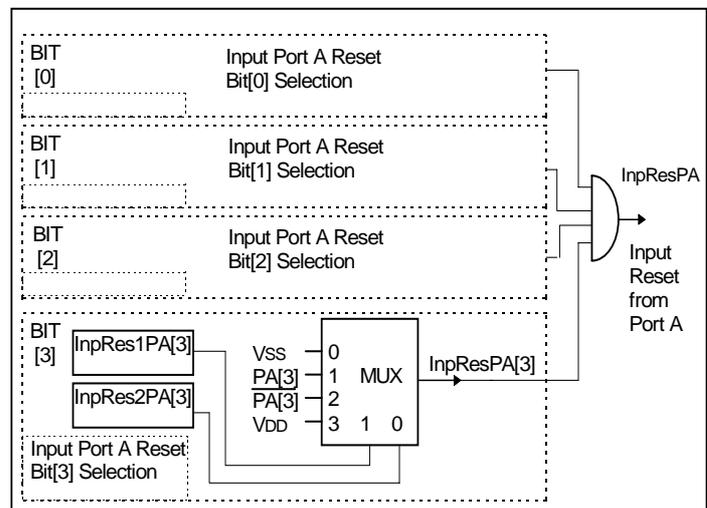 BIT
[0]
Input Port A Reset
Bit[0] Selection
BIT
[1]
Input Port A Reset
Bit[1] Selection
BIT
[2]
Input Port A Reset
Bit[2] Selection
InpResPA
Input
Reset
from
Port A
BIT
[3]
InpRes1PA[3]
InpRes2PA[3]
VSS 0
PA[3] 1 MUX
PA[3] 2
VDD 3 1 0
InpResPA[3]
Input Port A Reset
Bit[3] Selection